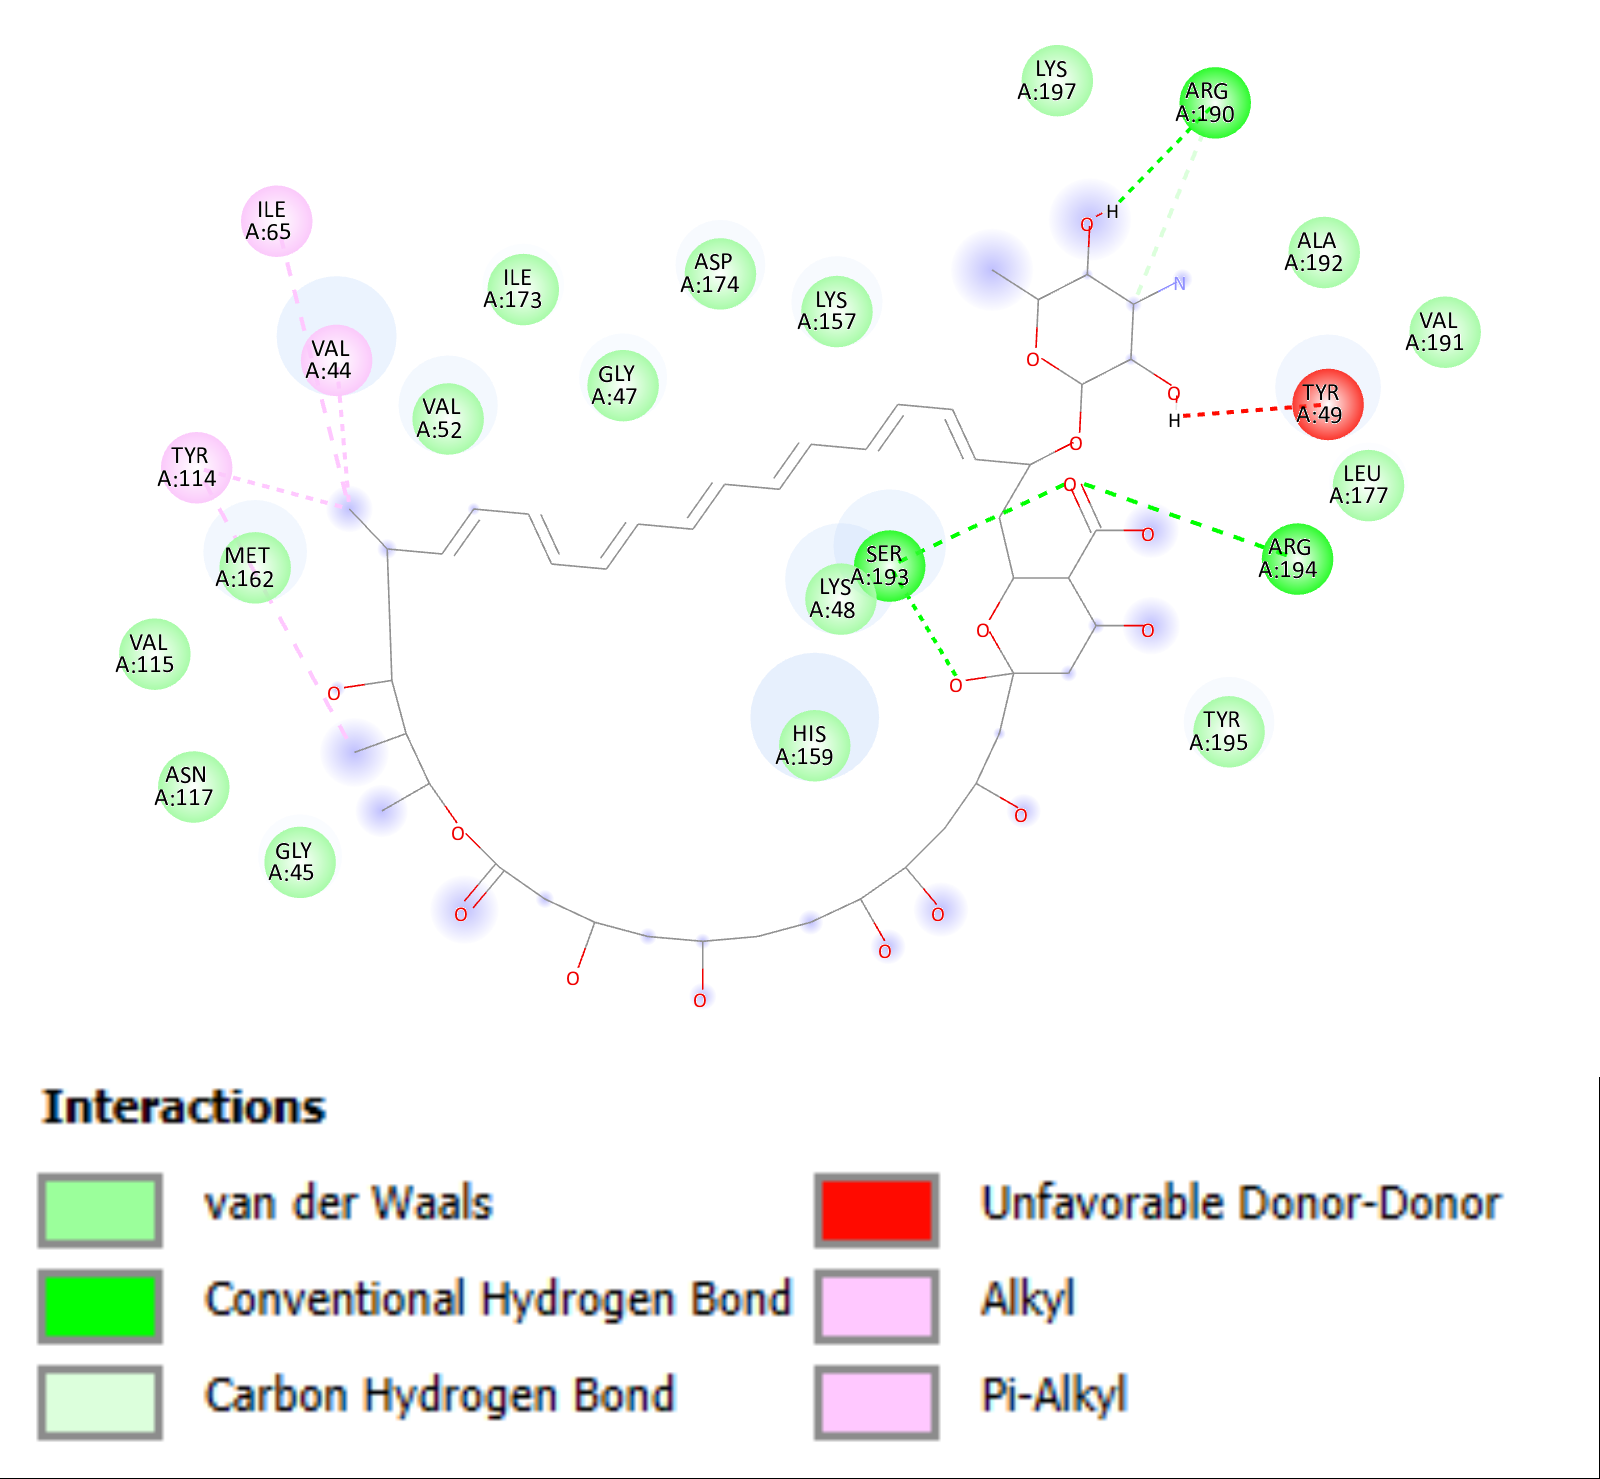 LYS
A:197
ARG
A:190
H
O
ILE
A:65
ALA
A:192
ASP
A:174
ILE
A:173
LYS
A:157
N
VAL
A:191
VAL
A:44
O
GLY
A:47
TYR
A:49
O
H
VAL
A:52
O
TYR
A:114
LEU
A:177
O
O
SER
A:193
ARG
A:194
MET
A:162
LYS
A:48
O
O
VAL
A:115
O
O
TYR
A:195
HIS
A:159
ASN
A:117
O
O
GLY
A:45
O
O
O
O
O
Interactions
van der Waals
Conventional Hydrogen Bond
Carbon Hydrogen Bond
Unfavorable Donor-Donor
Alkyl
Pi-Alkyl